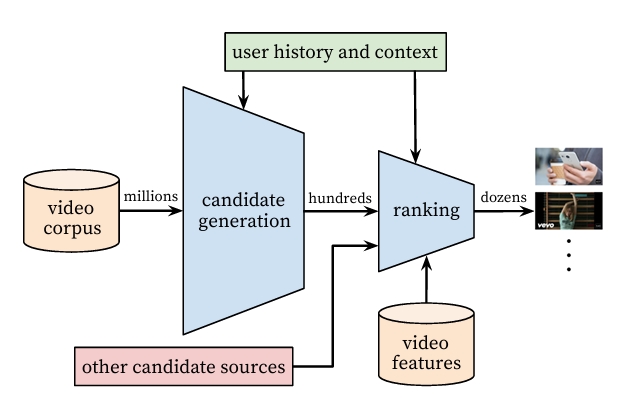 user history and context
video
corpus
millions
candidate
generation
hundreds
ranking
dozens
vevo
other candidate sources
video
features